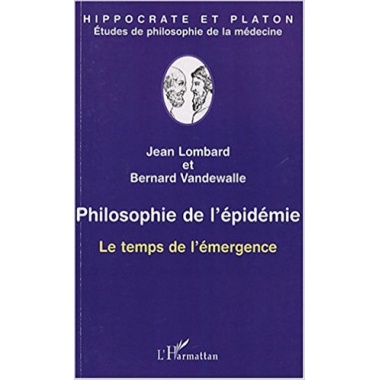 HIPPOCRATE ET PLATON
Études de philosophie de la médecine
Jean Lombard
et
Bernard Vandewalle
Philosophie de l'épidémie
Le temps de l'émergence
L'Harmattan